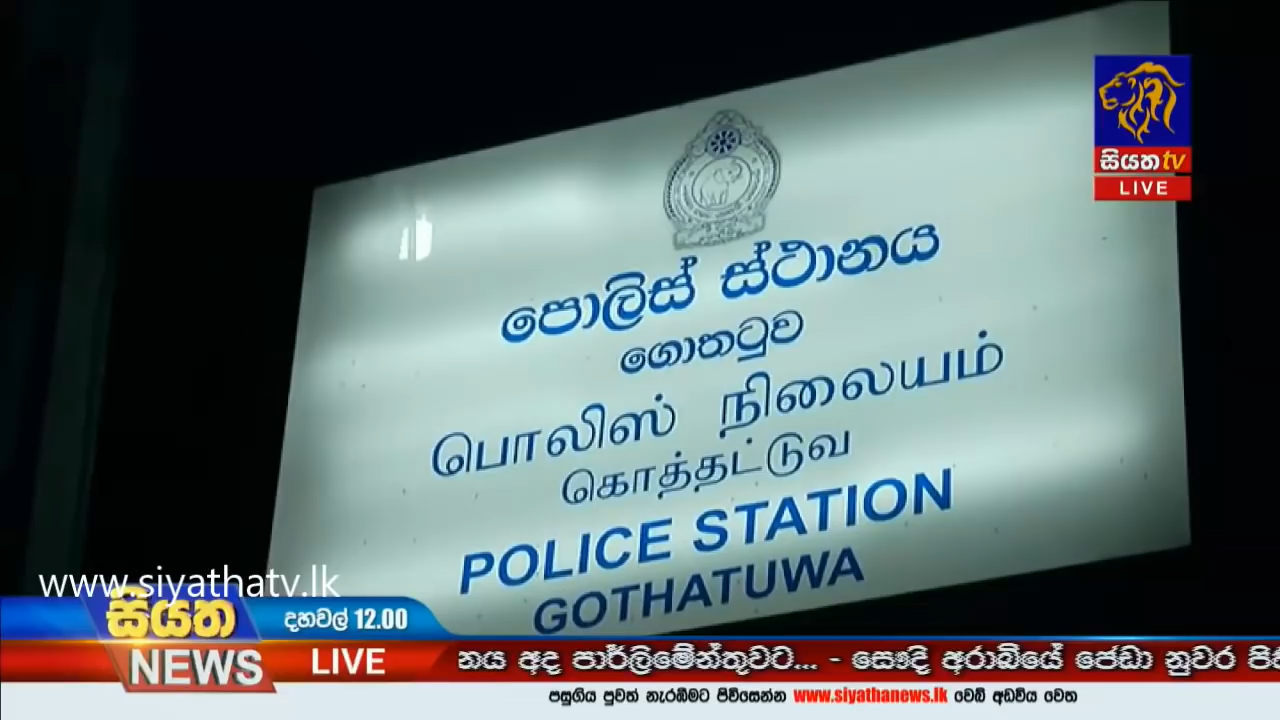 සියත tv
LIVE
පොලිස් ස්ථානය
ගොතටුව
பொலிஸ் நிலையம்
கொத்தட்டுவ
POLICE STATION
GOTHATUWA
www.siyathatv.lk
සියත
NEWS
දහවල් 12.00
LIVE
නය අද පාර්ලිමේන්තුවට... - සෞදි අරාබියේ ජෙඩා නුවර
පසුගිය පුවත් නැරඹීමට පිවිසෙන්න www.siyathanews.lk වෙබ් අඩවිය වෙත